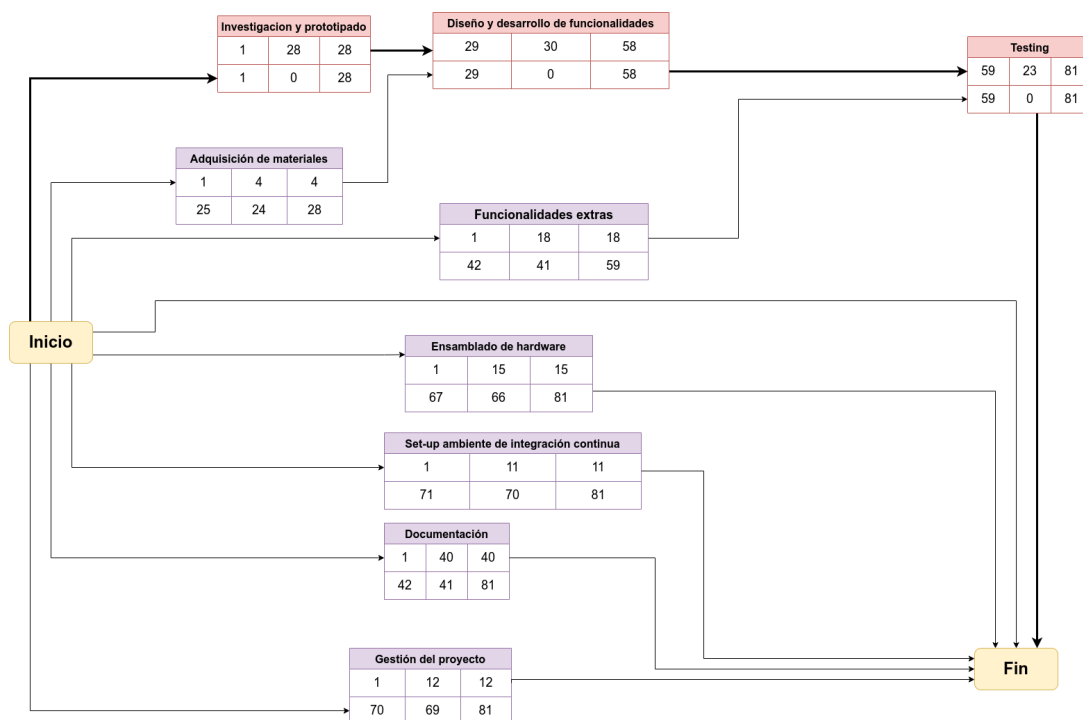 Investigacion y prototipado
1 28 28
1 0 28
Diseño y desarrollo de funcionalidades
29 30 58
29 0 58
Testing
59 23 81
59 0 81
Adquisición de materiales
1 4 4
25 24 28
Funcionalidades extras
1 18 18
42 41 59
Inicio
Ensamblado de hardware
1 15 15
67 66 81
Set-up ambiente de integración continua
1 11 11
71 70 81
Documentación
1 40 40
42 41 81
Gestión del proyecto
1 12 12
70 69 81
Fin